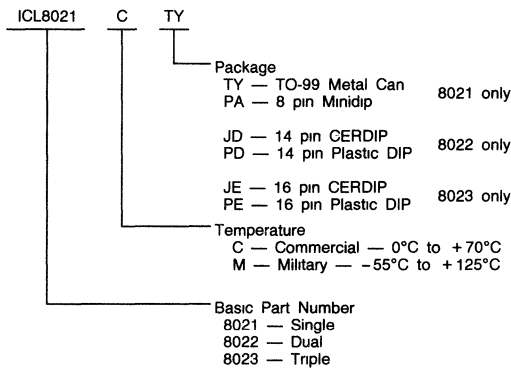 ICL8021 C TY
Package
TY — TO-99 Metal Can
PA — 8 pin Minidip
8021 only
JD — 14 pin CERDIP
PD — 14 pin Plastic DIP
8022 only
JE — 16 pin CERDIP
PE — 16 pin Plastic DIP
8023 only
Temperature
C — Commercial — 0°C to +70°C
M — Military — -55°C to +125°C
Basic Part Number
8021 — Single
8022 — Dual
8023 — Triple